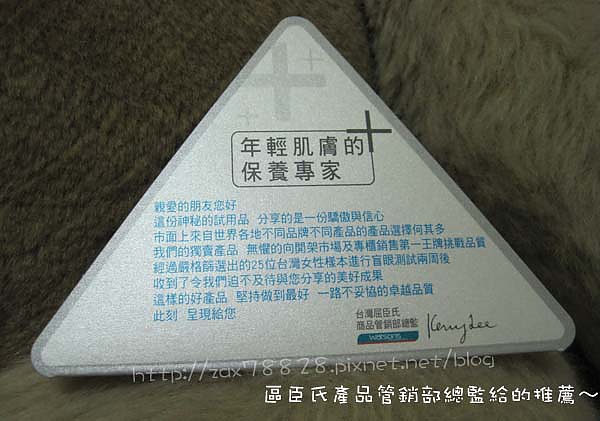 年輕肌膚的
保養專家
親愛的朋友您好
這份神秘的試用品 分享的是一份驕傲與信心
市面上來自世界各地不同品牌不同產品的產品選擇何其多
我們的獨賣產品 無懼的向開架市場及專櫃銷售第一王牌挑戰品質
經過嚴格篩選出的25位台灣女性樣本進行盲眼測試兩周後
收到了令我們迫不及待與您分享的美好成果
這樣的好產品 堅持做到最好 一路不妥協的卓越品質
此刻 呈現給您
台灣屈臣氏
商品管銷部總監
watsons
Kerry Lee
http://zax78828.pixnet.net/blog
區臣氏產品管銷部總監給的推薦～